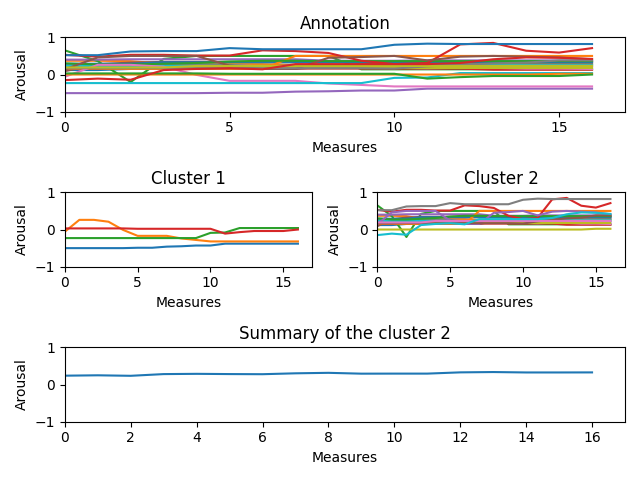 Annotation
1
0
-1
Arousal
0 5 10 15
Measures
Cluster 1
1
0
−1
Arousal
0 5 10 15
Measures
Cluster 2
1
0
−1
Arousal
0 5 10 15
Measures
Summary of the cluster 2
1
0
−1
Arousal
0 2 4 6 8 10 12 14 16
Measures